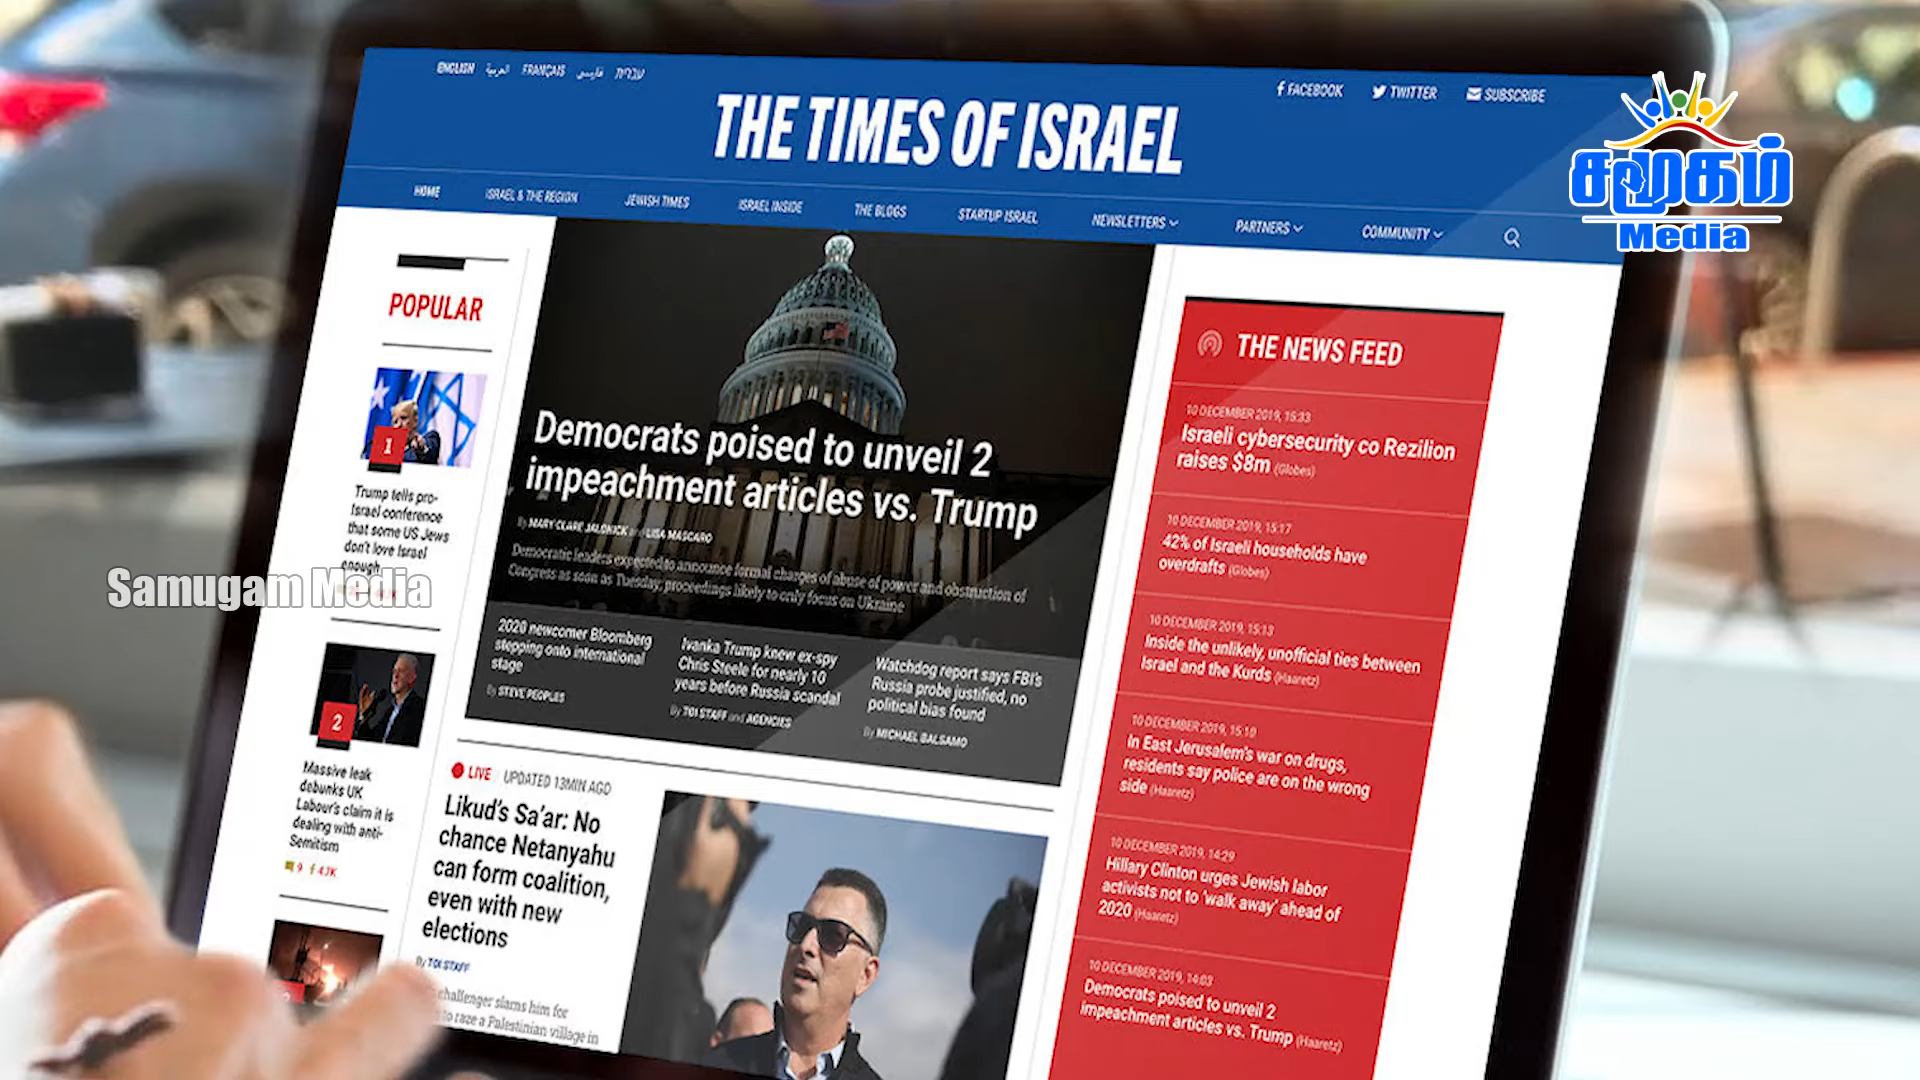 ENGLISH العربية FRANÇAIS فارسی עברית
FACEBOOK TWITTER SUBSCRIBE
THE TIMES OF ISRAEL
HOME ISRAEL & THE REGION JEWISH TIMES ISRAEL INSIDE THE BLOGS STARTUP ISRAEL NEWSLETTERS PARTNERS COMMUNITY
சமூகம்
Media
POPULAR
1
Trump tells pro-
Israel conference
that some US Jews
don't love Israel
enough
Samugam Media
2
Massive leak
debunks UK
Labour's claim it is
dealing with anti-
Semitism
9 4.1K
Democrats poised to unveil 2
impeachment articles vs. Trump
By MARY CLARE JALONICK and LISA MASCARO
Democratic leaders expected to announce formal charges of abuse of power and obstruction of
Congress as soon as Tuesday; proceedings likely to only focus on Ukraine
2020 newcomer Bloomberg
stepping onto international
stage
By STEVE PEOPLES
Ivanka Trump knew ex-spy
Chris Steele for nearly 10
years before Russia scandal
By TOI STAFF and AGENCIES
Watchdog report says FBI's
Russia probe justified, no
political bias found
By MICHAEL BALSAMO
LIVE UPDATED 13MIN AGO
Likud's Sa'ar: No
chance Netanyahu
can form coalition,
even with new
elections
By TOI STAFF
challenger slams him for
to raze a Palestinian village in
THE NEWS FEED
10 DECEMBER 2019, 15:33
Israeli cybersecurity co Rezilion
raises $8m (Globes)
10 DECEMBER 2019, 15:17
42% of Israeli households have
overdrafts (Globes)
10 DECEMBER 2019, 15:13
Inside the unlikely, unofficial ties between
Israel and the Kurds (Haaretz)
10 DECEMBER 2019, 15:10
In East Jerusalem's war on drugs,
residents say police are on the wrong
side (Haaretz)
10 DECEMBER 2019, 14:29
Hillary Clinton urges Jewish labor
activists not to 'walk away' ahead of
2020 (Haaretz)
10 DECEMBER 2019, 14:03
Democrats poised to unveil 2
impeachment articles vs. Trump (Haaretz)